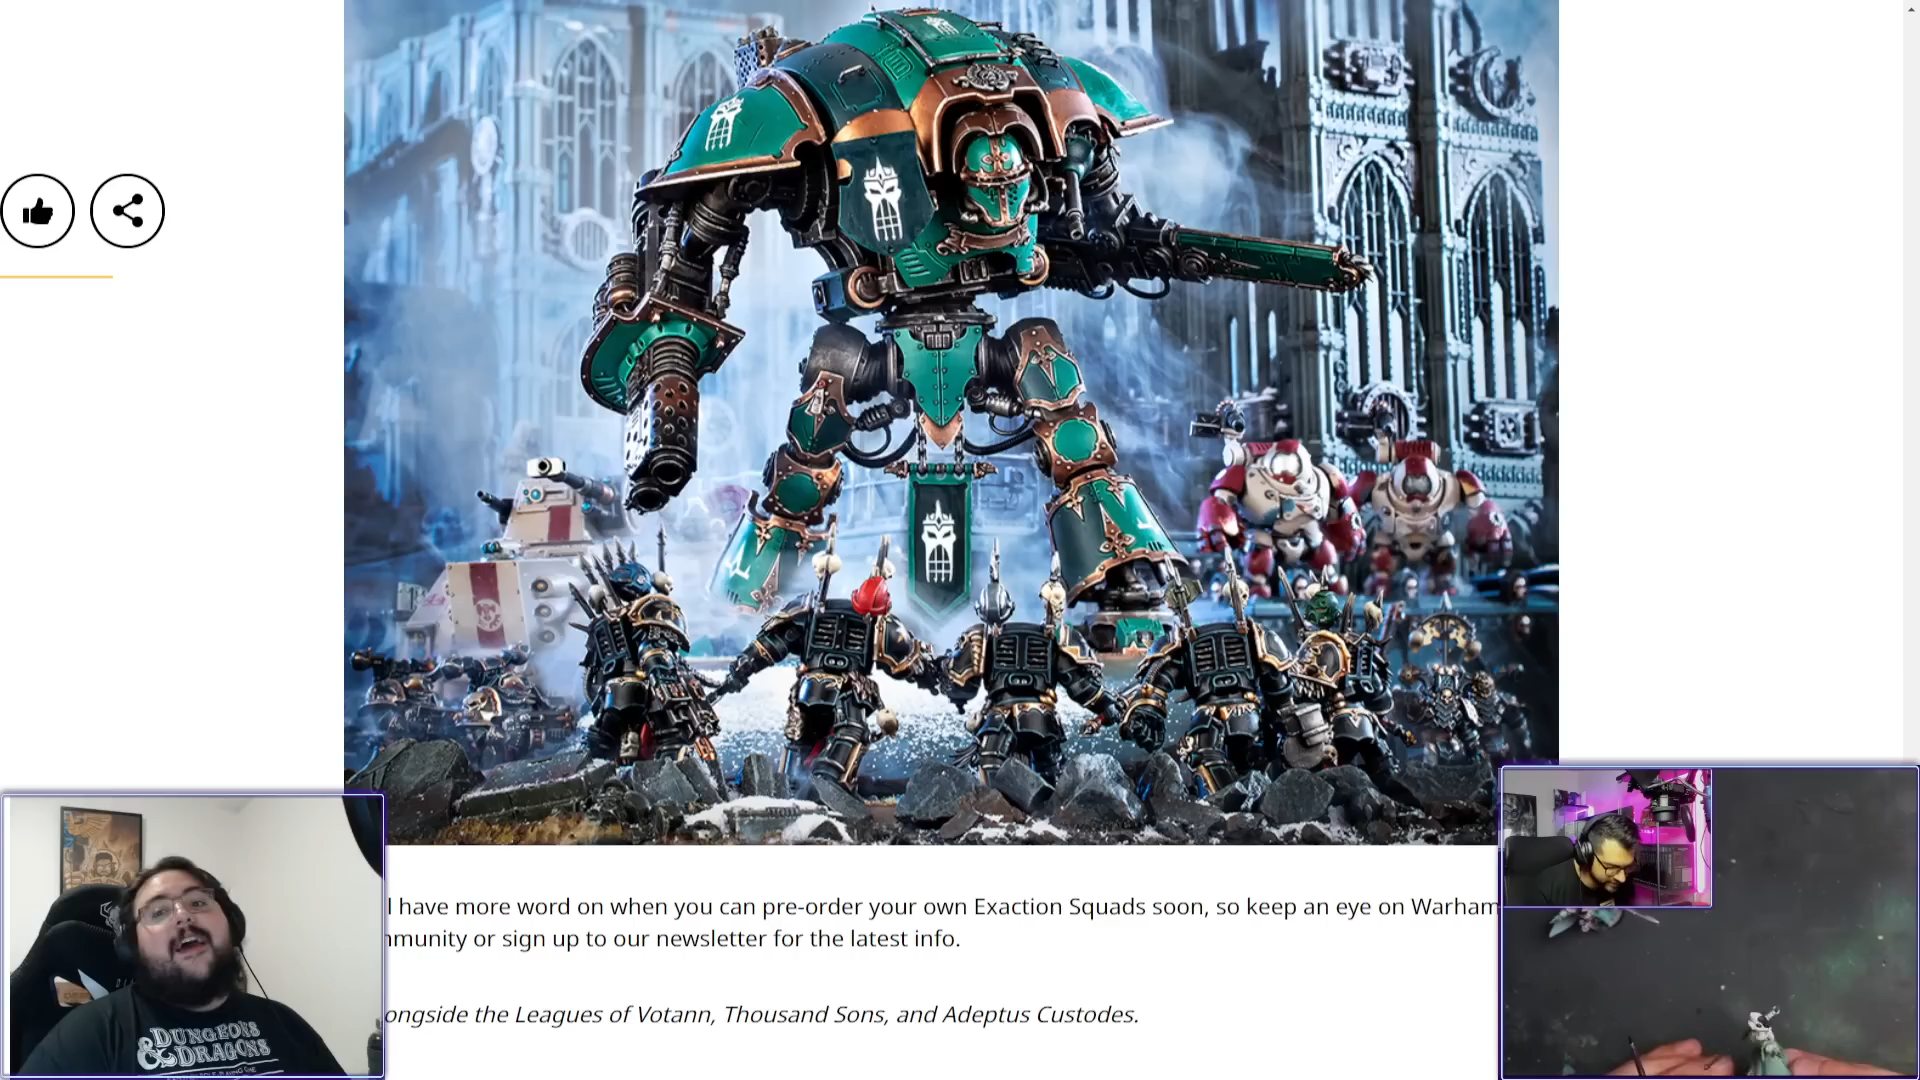 l have more word on when you can pre-order your own Exaction Squads soon, so keep an eye on Warham
mmunity or sign up to our newsletter for the latest info.
ongside the Leagues of Votann, Thousand Sons, and Adeptus Custodes.
DUNGEONS
& DRAGONS